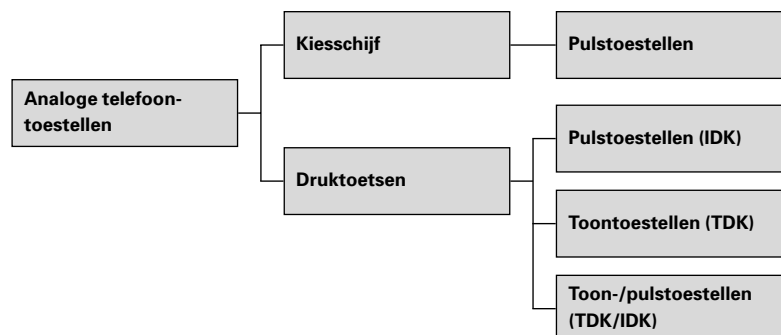 Analoge telefoon-
toestellen
Kiesschijf
Pulstoestellen
Druktoetsen
Pulstoestellen (IDK)
Toontoestellen (TDK)
Toon-/pulstoestellen
(TDK/IDK)